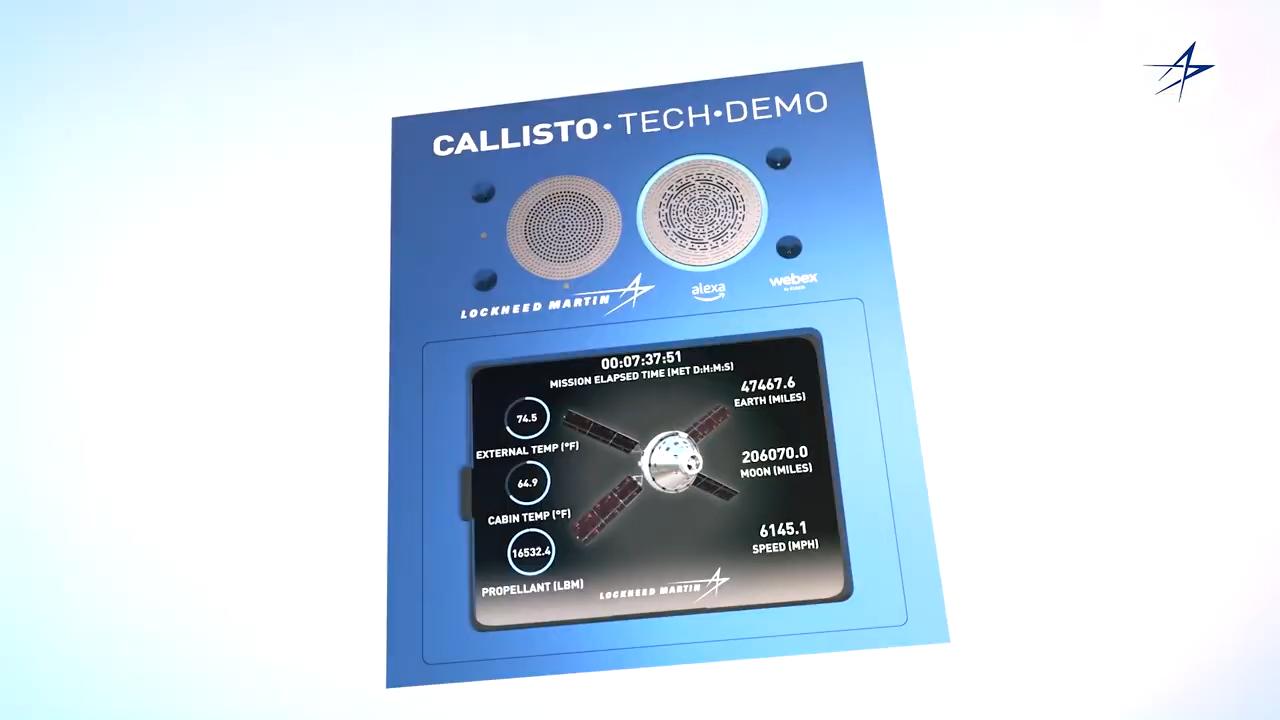 CALLISTO•TECH•DEMO
LOCKHEED MARTIN
alexa
webex
00:07:37:51
MISSION ELAPSED TIME (MET D:H:M:S)
74.5
EXTERNAL TEMP (°F)
64.9
CABIN TEMP (°F)
16532.4
PROPELLANT (LBM)
47467.6
EARTH (MILES)
206070.0
MOON (MILES)
6145.1
SPEED (MPH)
LOCKHEED MARTIN